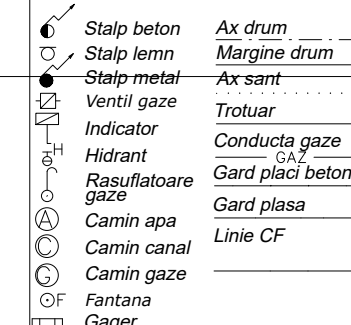 Stalp beton
Stalp lemn
Stalp metal
Ventil gaze
Indicator
H
Hidrant
Rasuflatoare
gaze
A
Camin apa
C
Camin canal
G
Camin gaze
F
Fantana
Gager
Ax drum
Margine drum
Ax sant
Trotuar
Conducta gaze
GAZ
Gard placi beton
Gard plasa
Linie CF